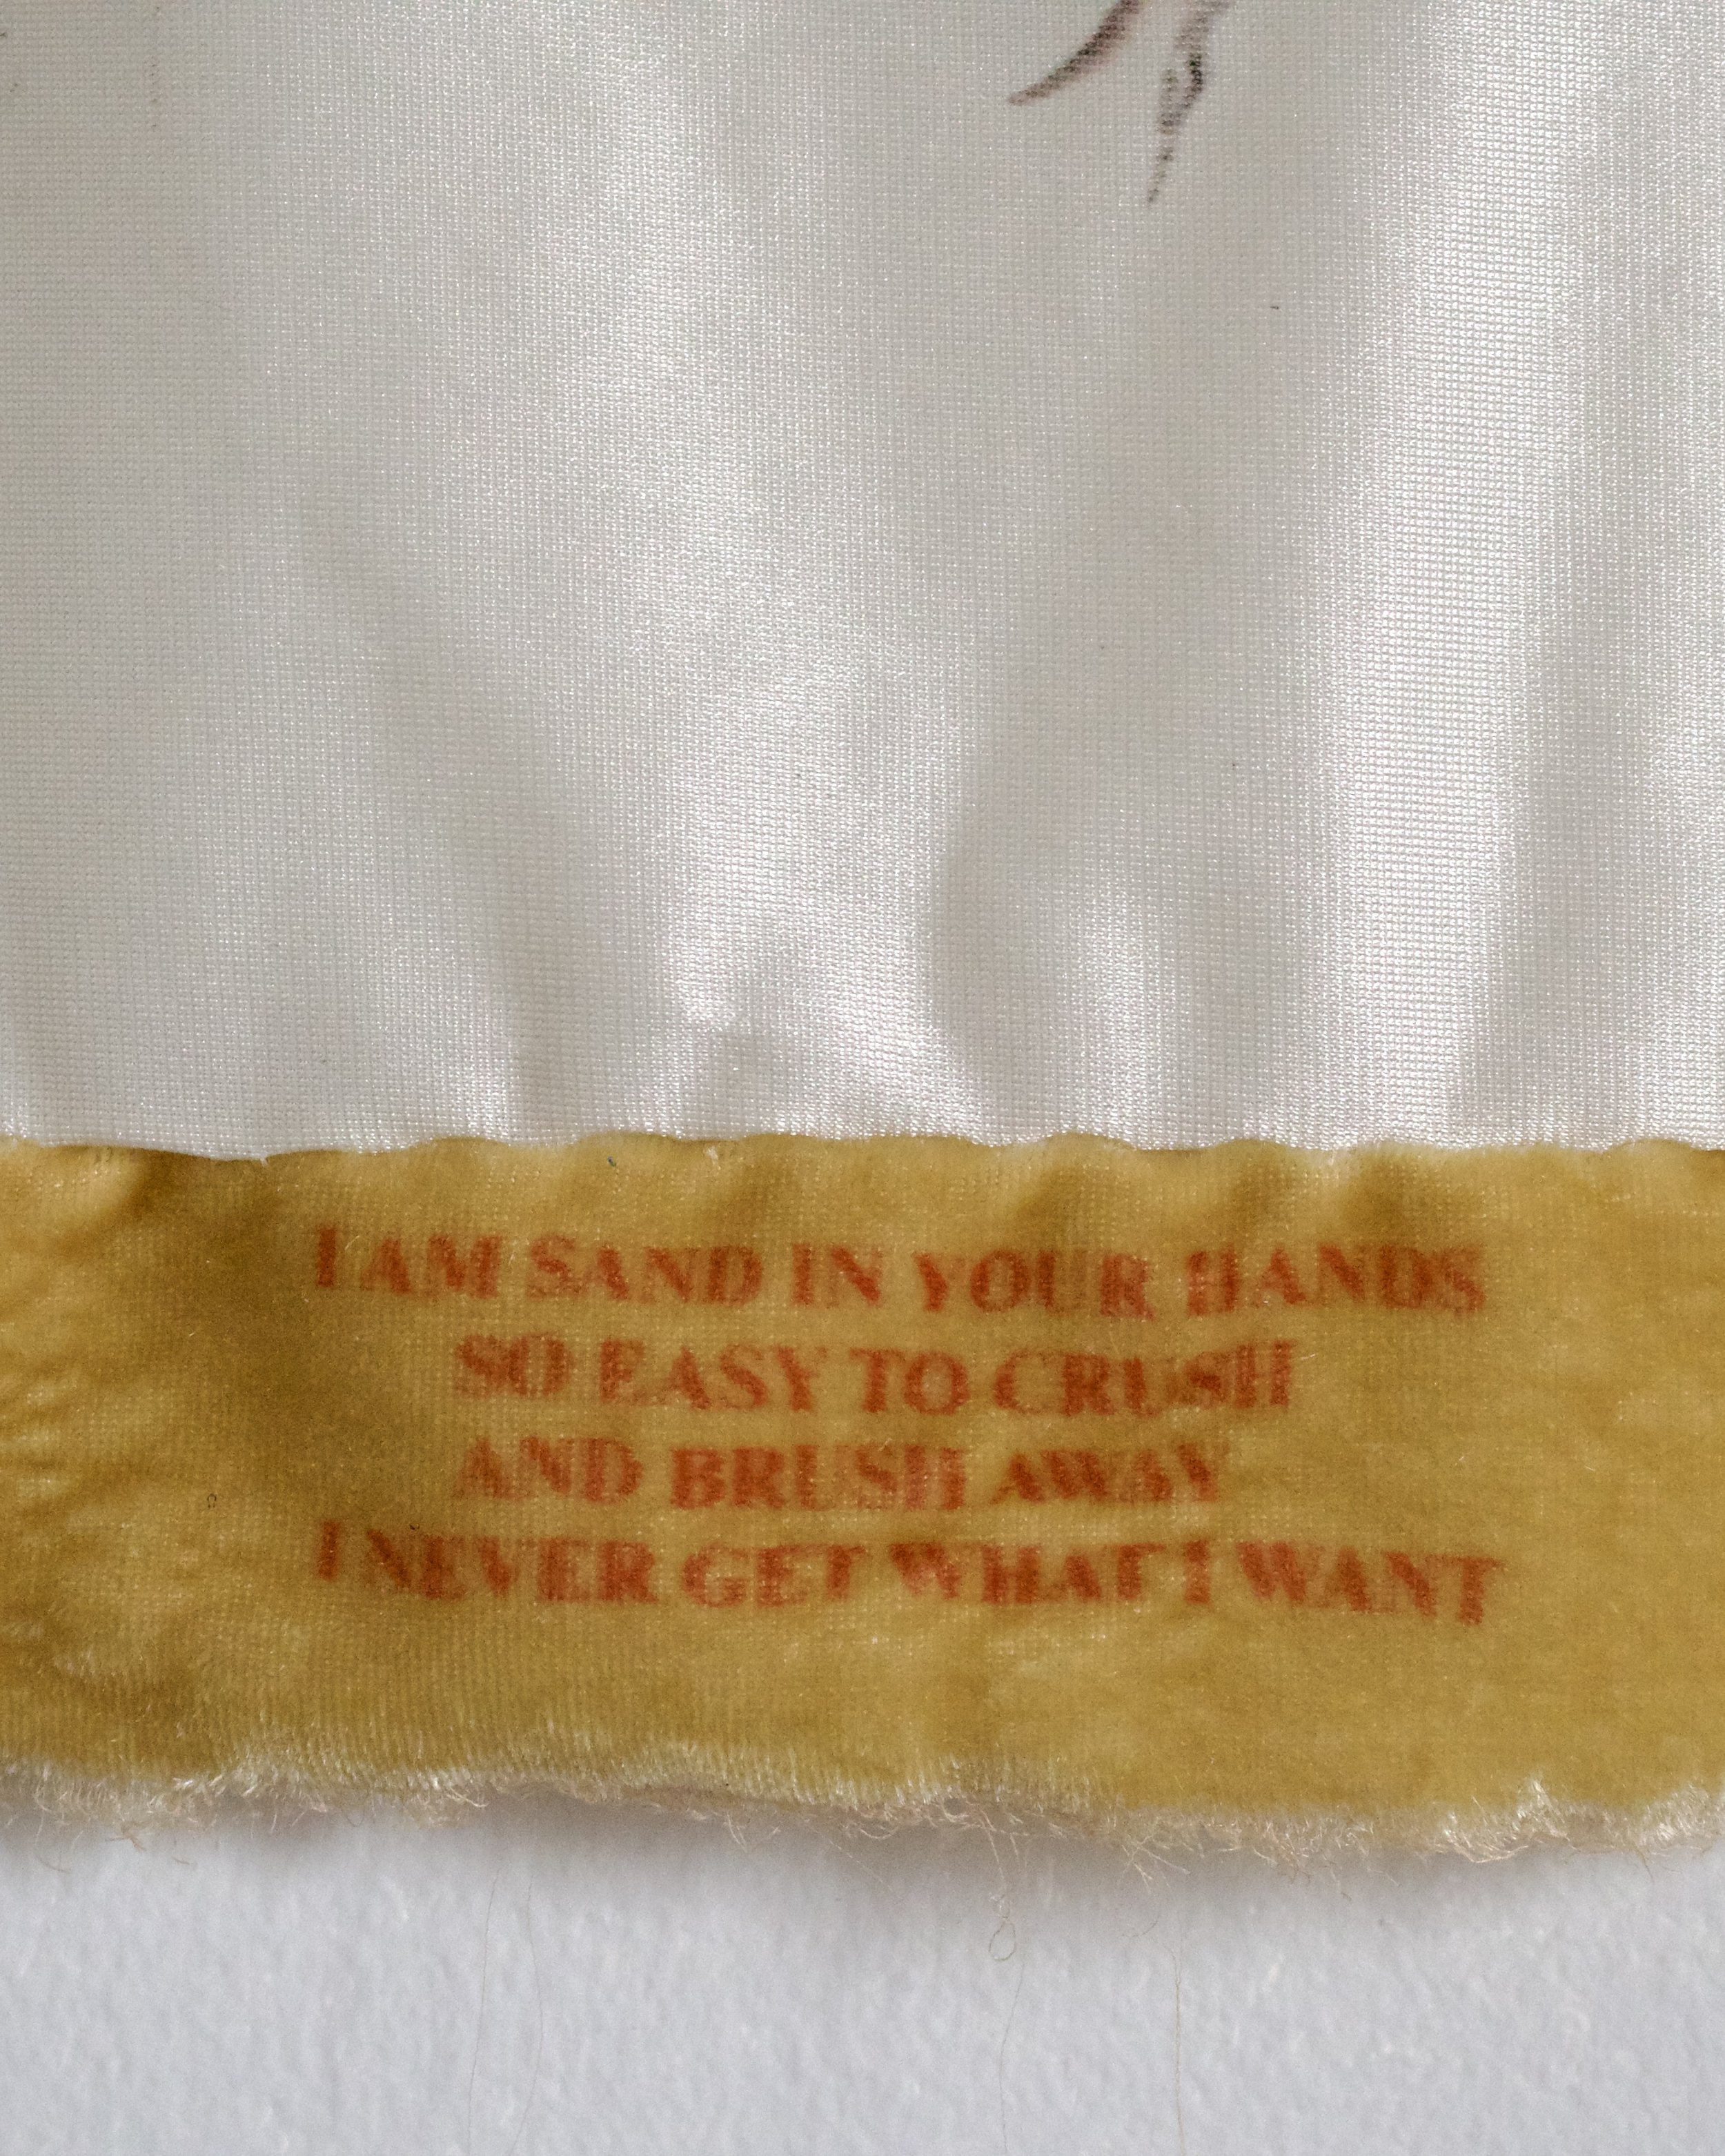 I AM SAND IN YOUR HANDS
SO EASY TO CRUSH
AND BRUSH AWAY
I NEVER GET WHAT I WANT